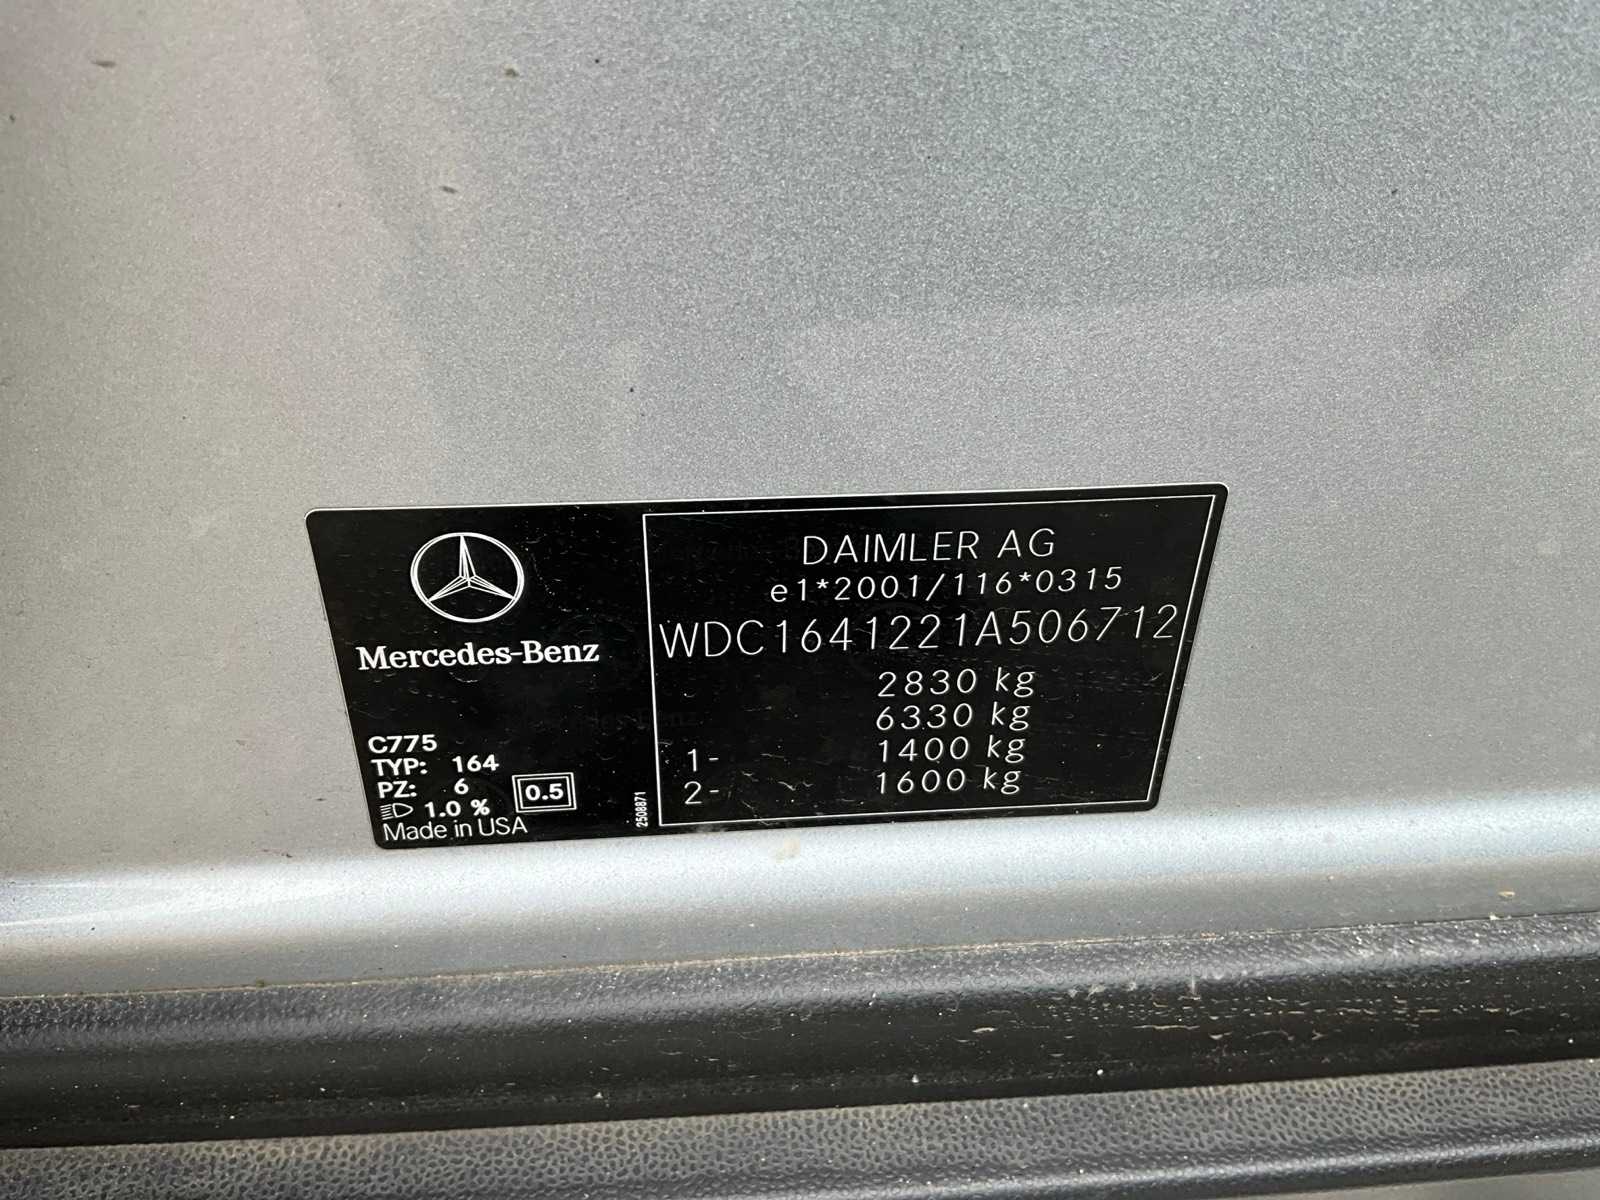 Mercedes-Benz
C775
TYP: 164
PZ: 6
1.0 %
0.5
Made in USA
2508871
DAIMLER AG
e1*2001/116*0315
WDC1641221A506712
2830 kg
6330 kg
1- 1400 kg
2- 1600 kg